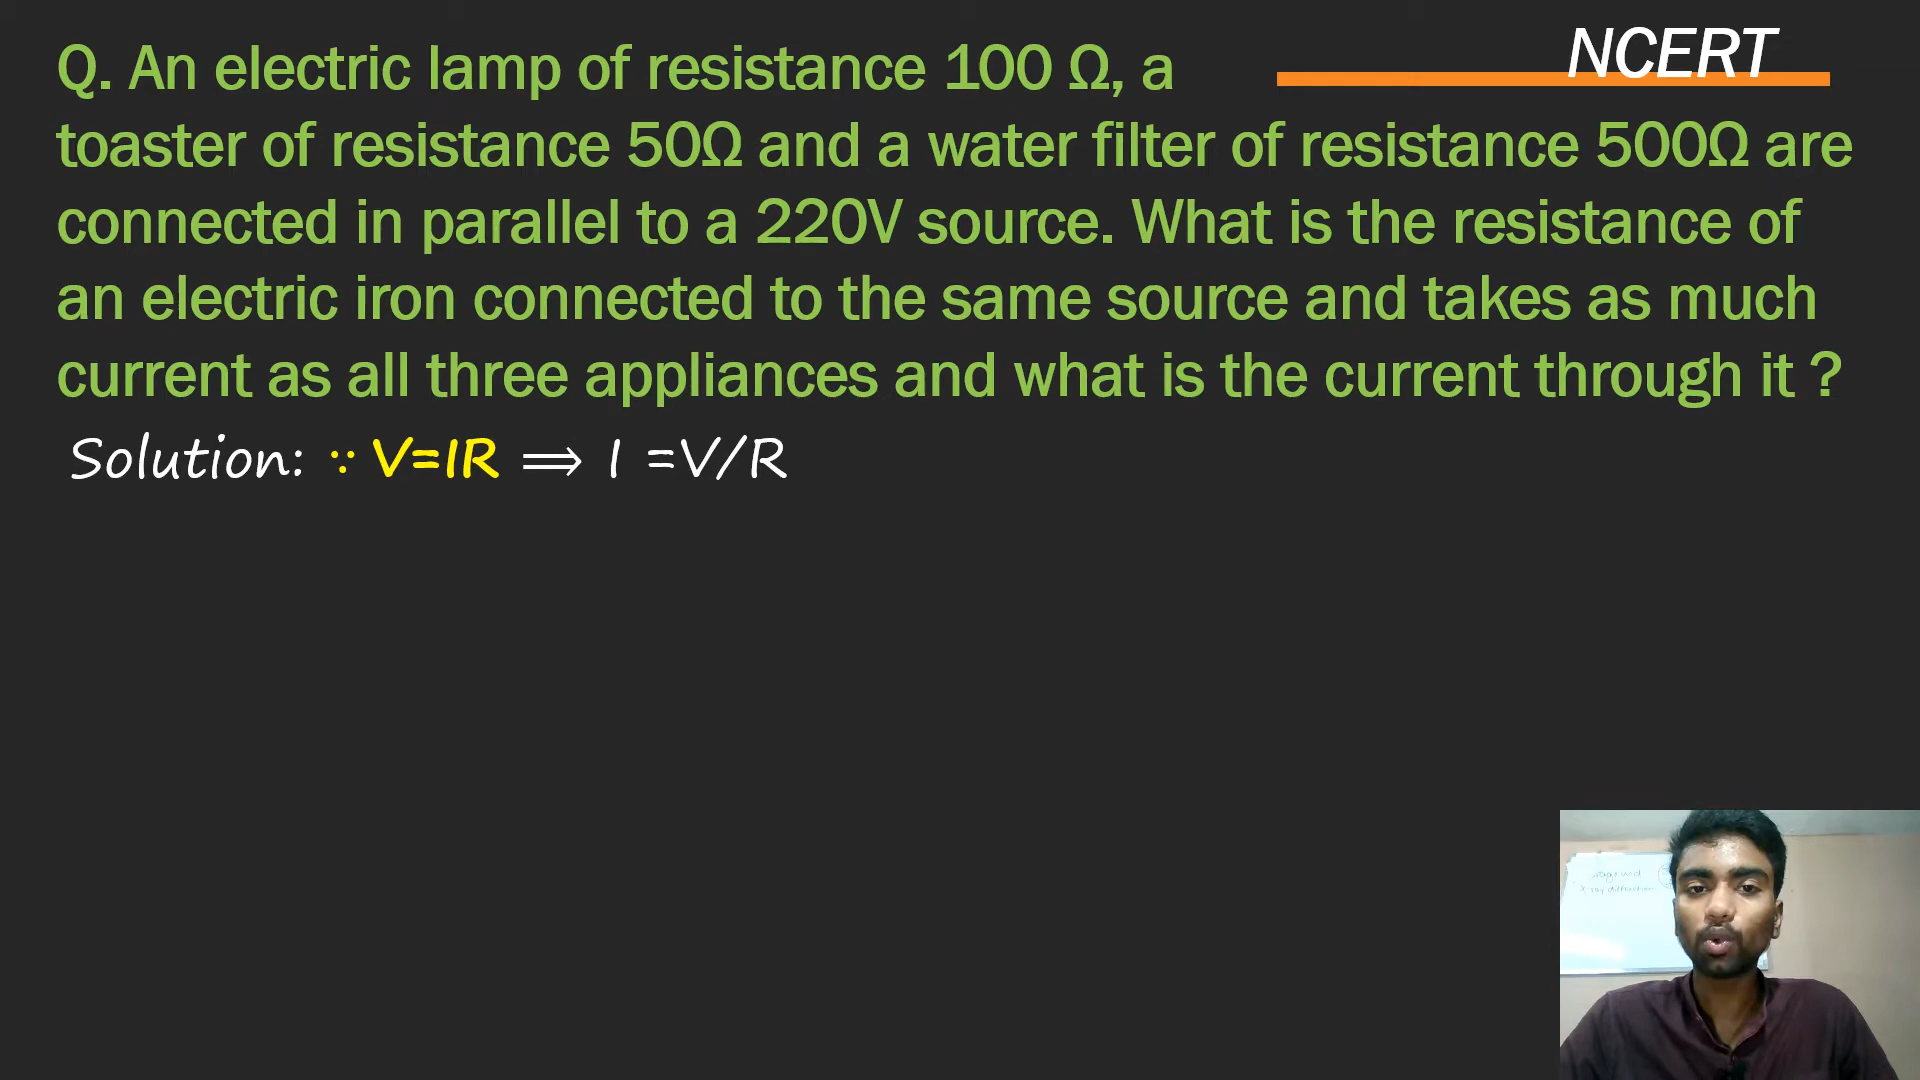 NCERT
Q. An electric lamp of resistance 100 Ω, a
toaster of resistance 50Ω and a water filter of resistance 500Ω are
connected in parallel to a 220V source. What is the resistance of
an electric iron connected to the same source and takes as much
current as all three appliances and what is the current through it ?
Solution: ∵ V=IR ⟹ I =V/R